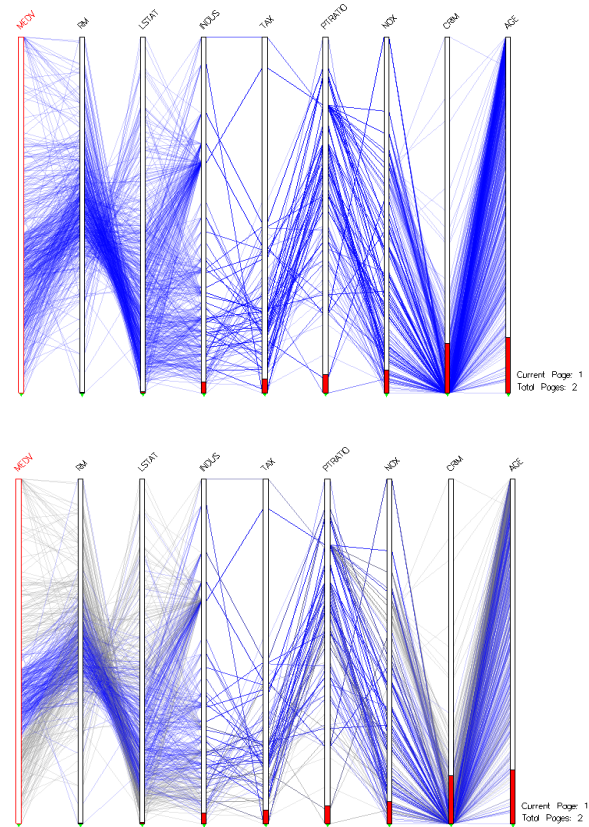 MEDV RM LSTAT INDUS TAX PTRATIO NOX CRIM AGE
Current Page: 1
Total Pages: 2
MEDV RM LSTAT INDUS TAX PTRATIO NOX CRIM AGE
Current Page: 1
Total Pages: 2